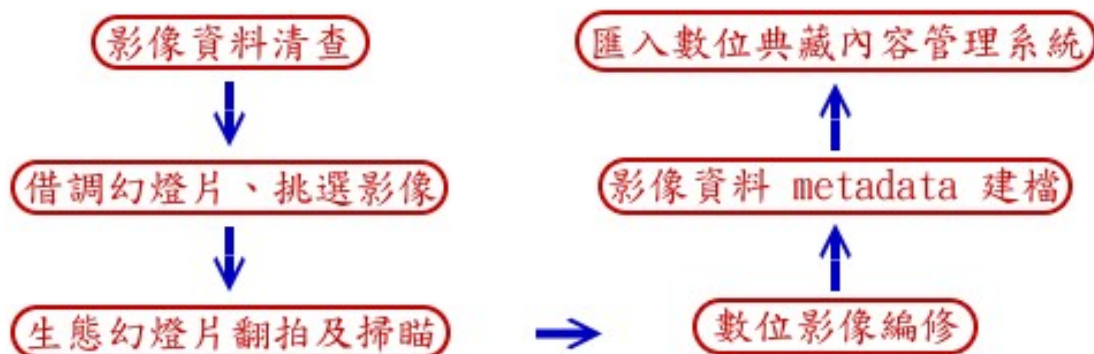 影像資料清查
借調幻燈片、挑選影像
生態幻燈片翻拍及掃瞄
數位影像編修
影像資料 metadata 建檔
匯入數位典藏內容管理系統